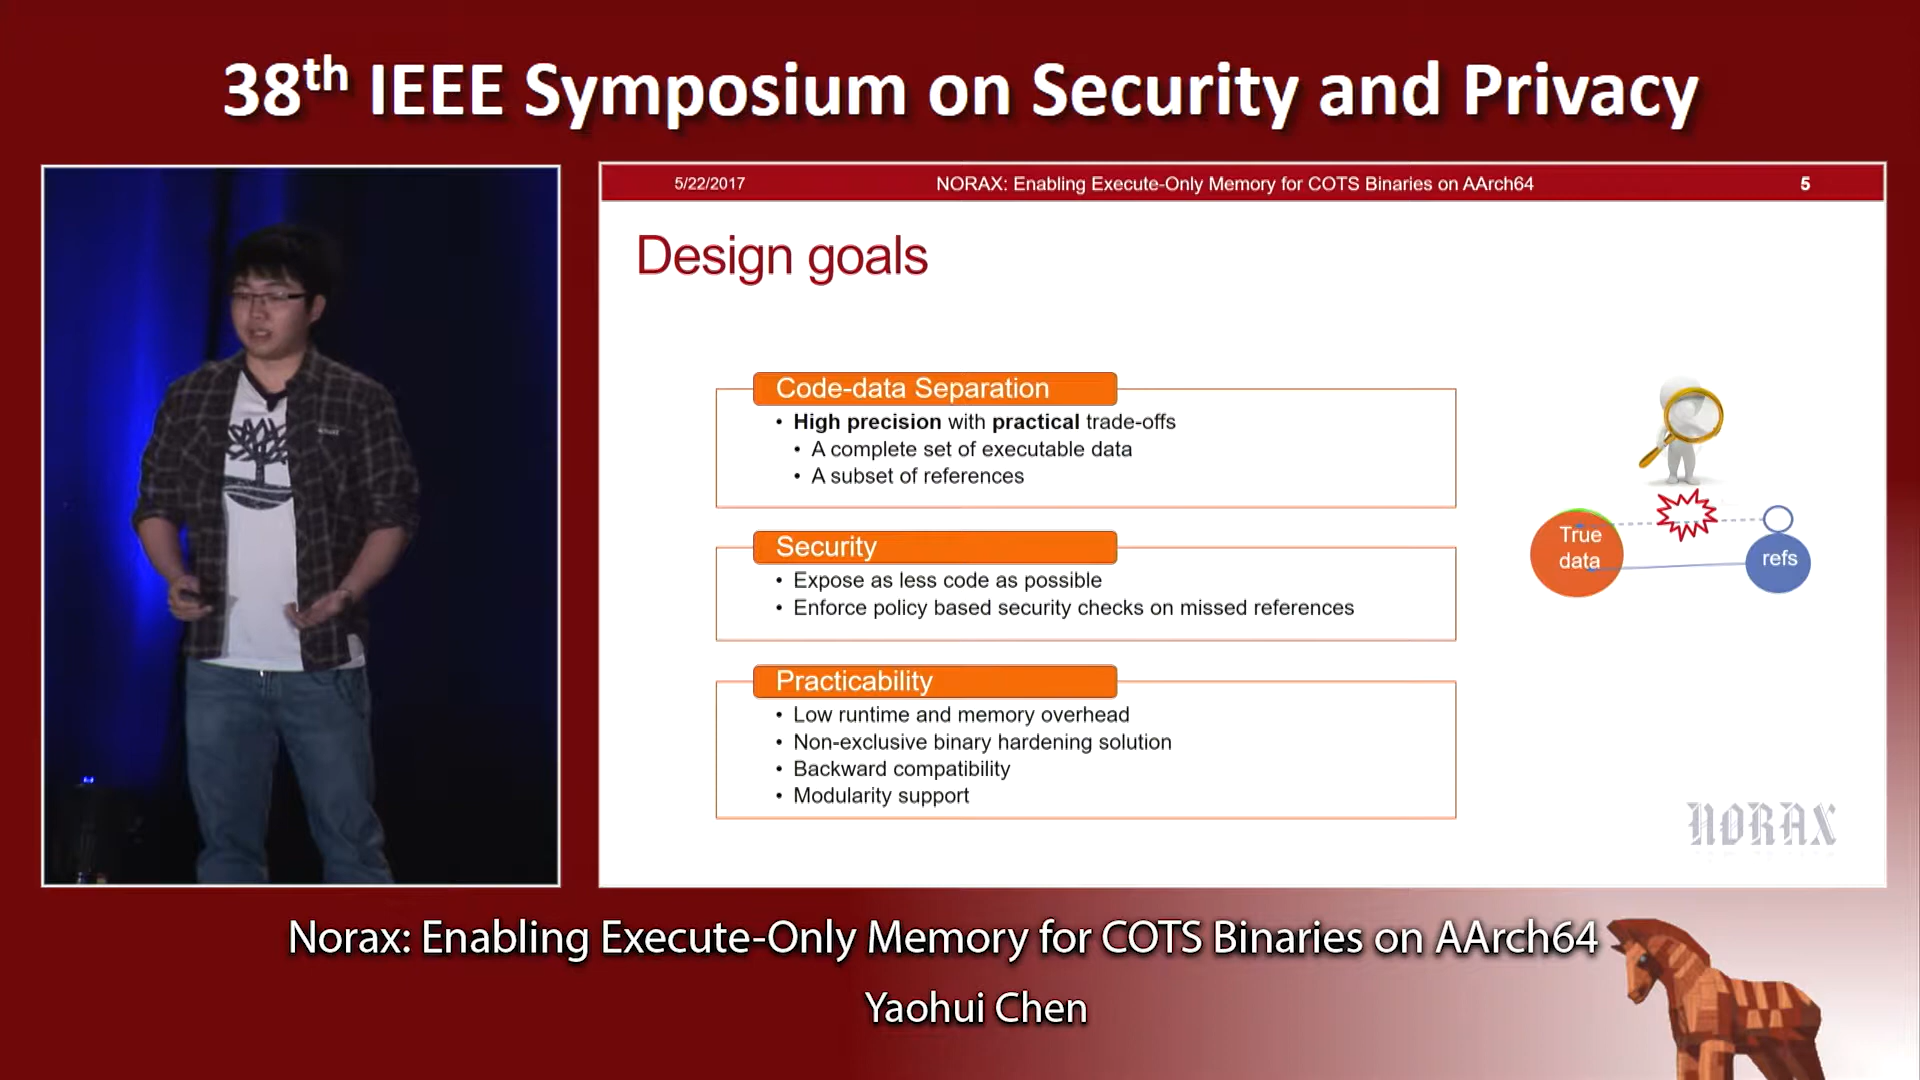 38th IEEE Symposium on Security and Privacy
5/22/2017 NORAX: Enabling Execute-Only Memory for COTS Binaries on AArch64 5
Design goals
Code-data Separation
• High precision with practical trade-offs
• A complete set of executable data
• A subset of references
Security
• Expose as less code as possible
• Enforce policy based security checks on missed references
Practicability
• Low runtime and memory overhead
• Non-exclusive binary hardening solution
• Backward compatibility
• Modularity support
True
data
refs
NORAX
Norax: Enabling Execute-Only Memory for COTS Binaries on AArch64
Yaohui Chen